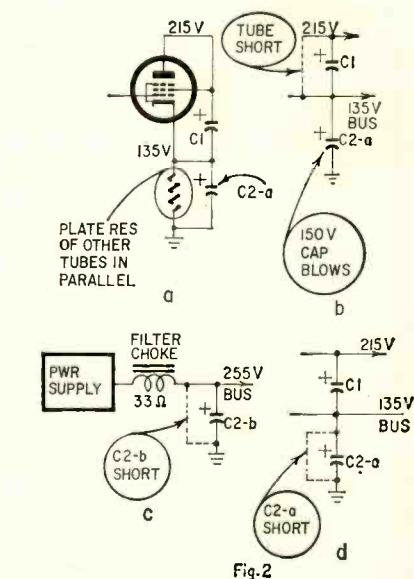 215V
+
C1
135V
+
C2-a
PLATE RES
OF OTHER
TUBES IN
PARALLEL
a
TUBE
SHORT
215V
+
C1
135V
BUS
+
C2-a
150V
CAP
BLOWS
b
PWR
SUPPLY
FILTER
CHOKE
33Ω
255V
BUS
+
C2-b
C2-b
SHORT
c
215V
C1
+
135V
BUS
+
C2-a
C2-a
SHORT
d
Fig.2